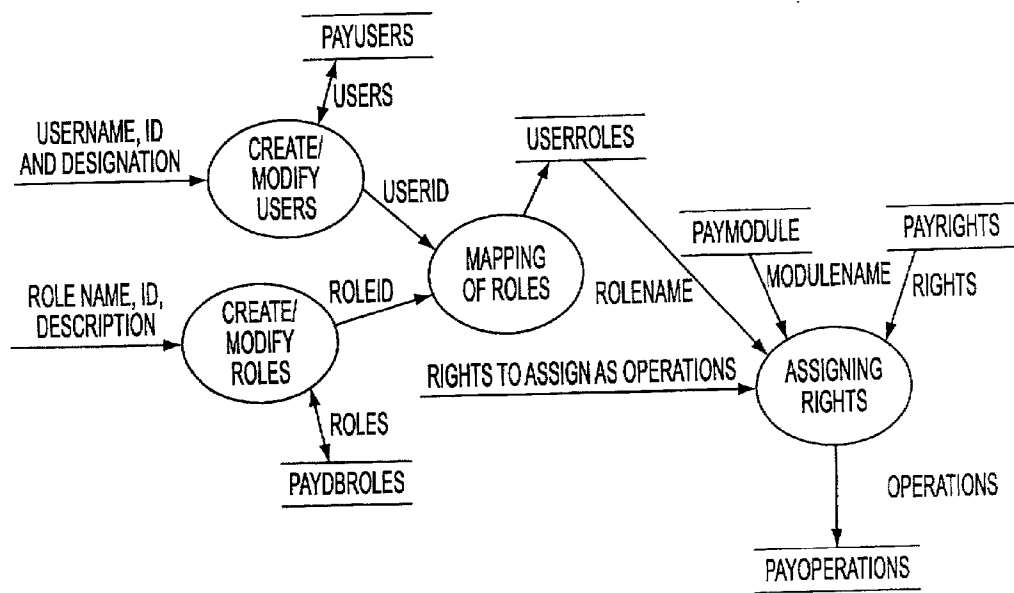 PAYUSERS
USERS
USERNAME, ID
AND DESIGNATION
CREATE/
MODIFY
USERS
USERROLES
USERID
PAYMODULE
PAYRIGHTS
MAPPING
OF ROLES
MODULENAME
RIGHTS
ROLE NAME, ID,
DESCRIPTION
ROLEID
ROLENAME
CREATE/
MODIFY
ROLES
RIGHTS TO ASSIGN AS OPERATIONS
ASSIGNING
RIGHTS
ROLES
PAYDBROLES
OPERATIONS
PAYOPERATIONS